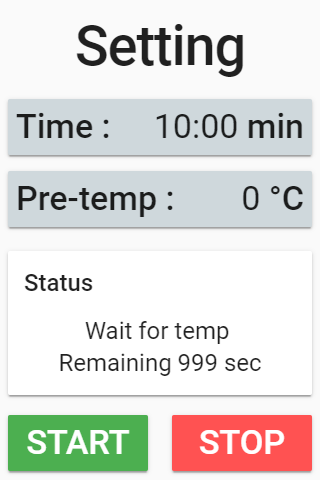 Setting
Time : 10:00 min
Pre-temp : 0 °C
Status
Wait for temp
Remaining 999 sec
START STOP